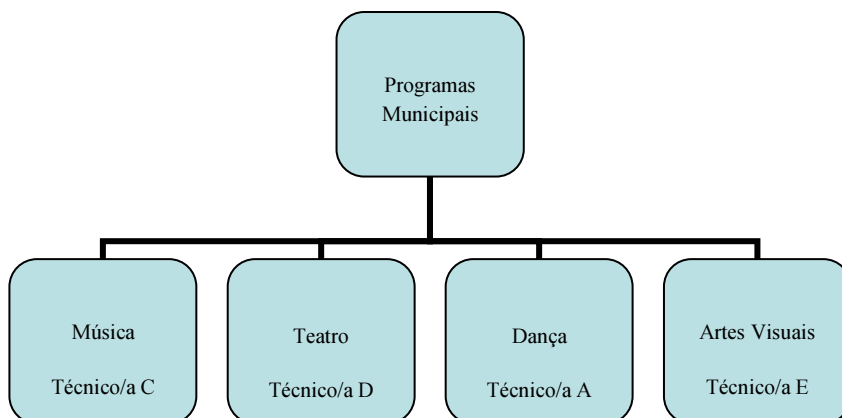 Programas
Municipais
Música
Técnico/a C
Teatro
Técnico/a D
Dança
Técnico/a A
Artes Visuais
Técnico/a E